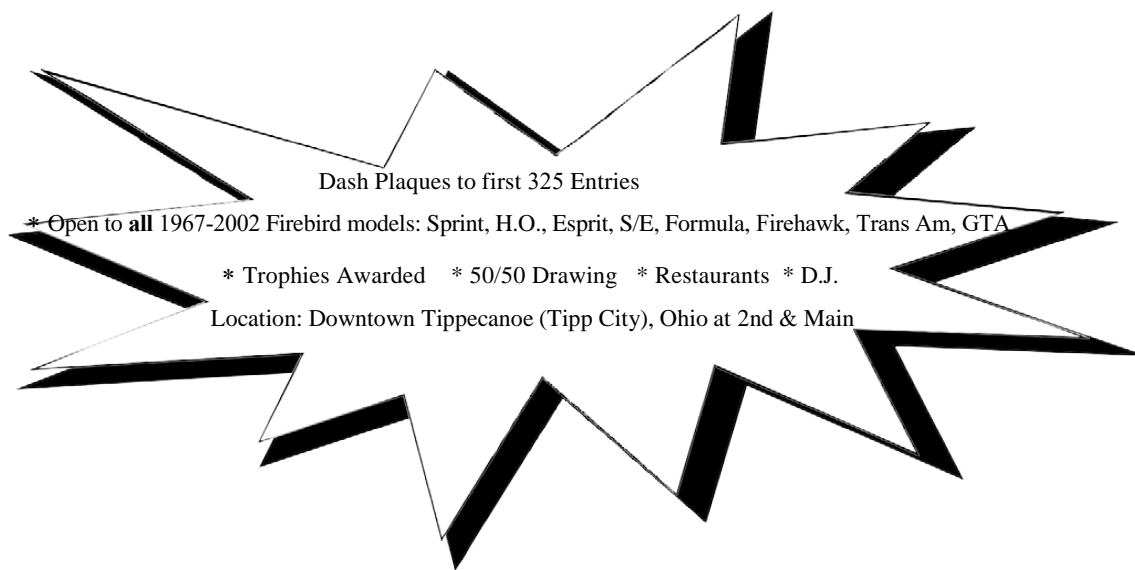 Dash Plaques to first 325 Entries
* Open to all 1967-2002 Firebird models: Sprint, H.O., Esprit, S/E, Formula, Firehawk, Trans Am, GTA
* Trophies Awarded * 50/50 Drawing * Restaurants * D.J.
Location: Downtown Tippecanoe (Tipp City), Ohio at 2nd & Main